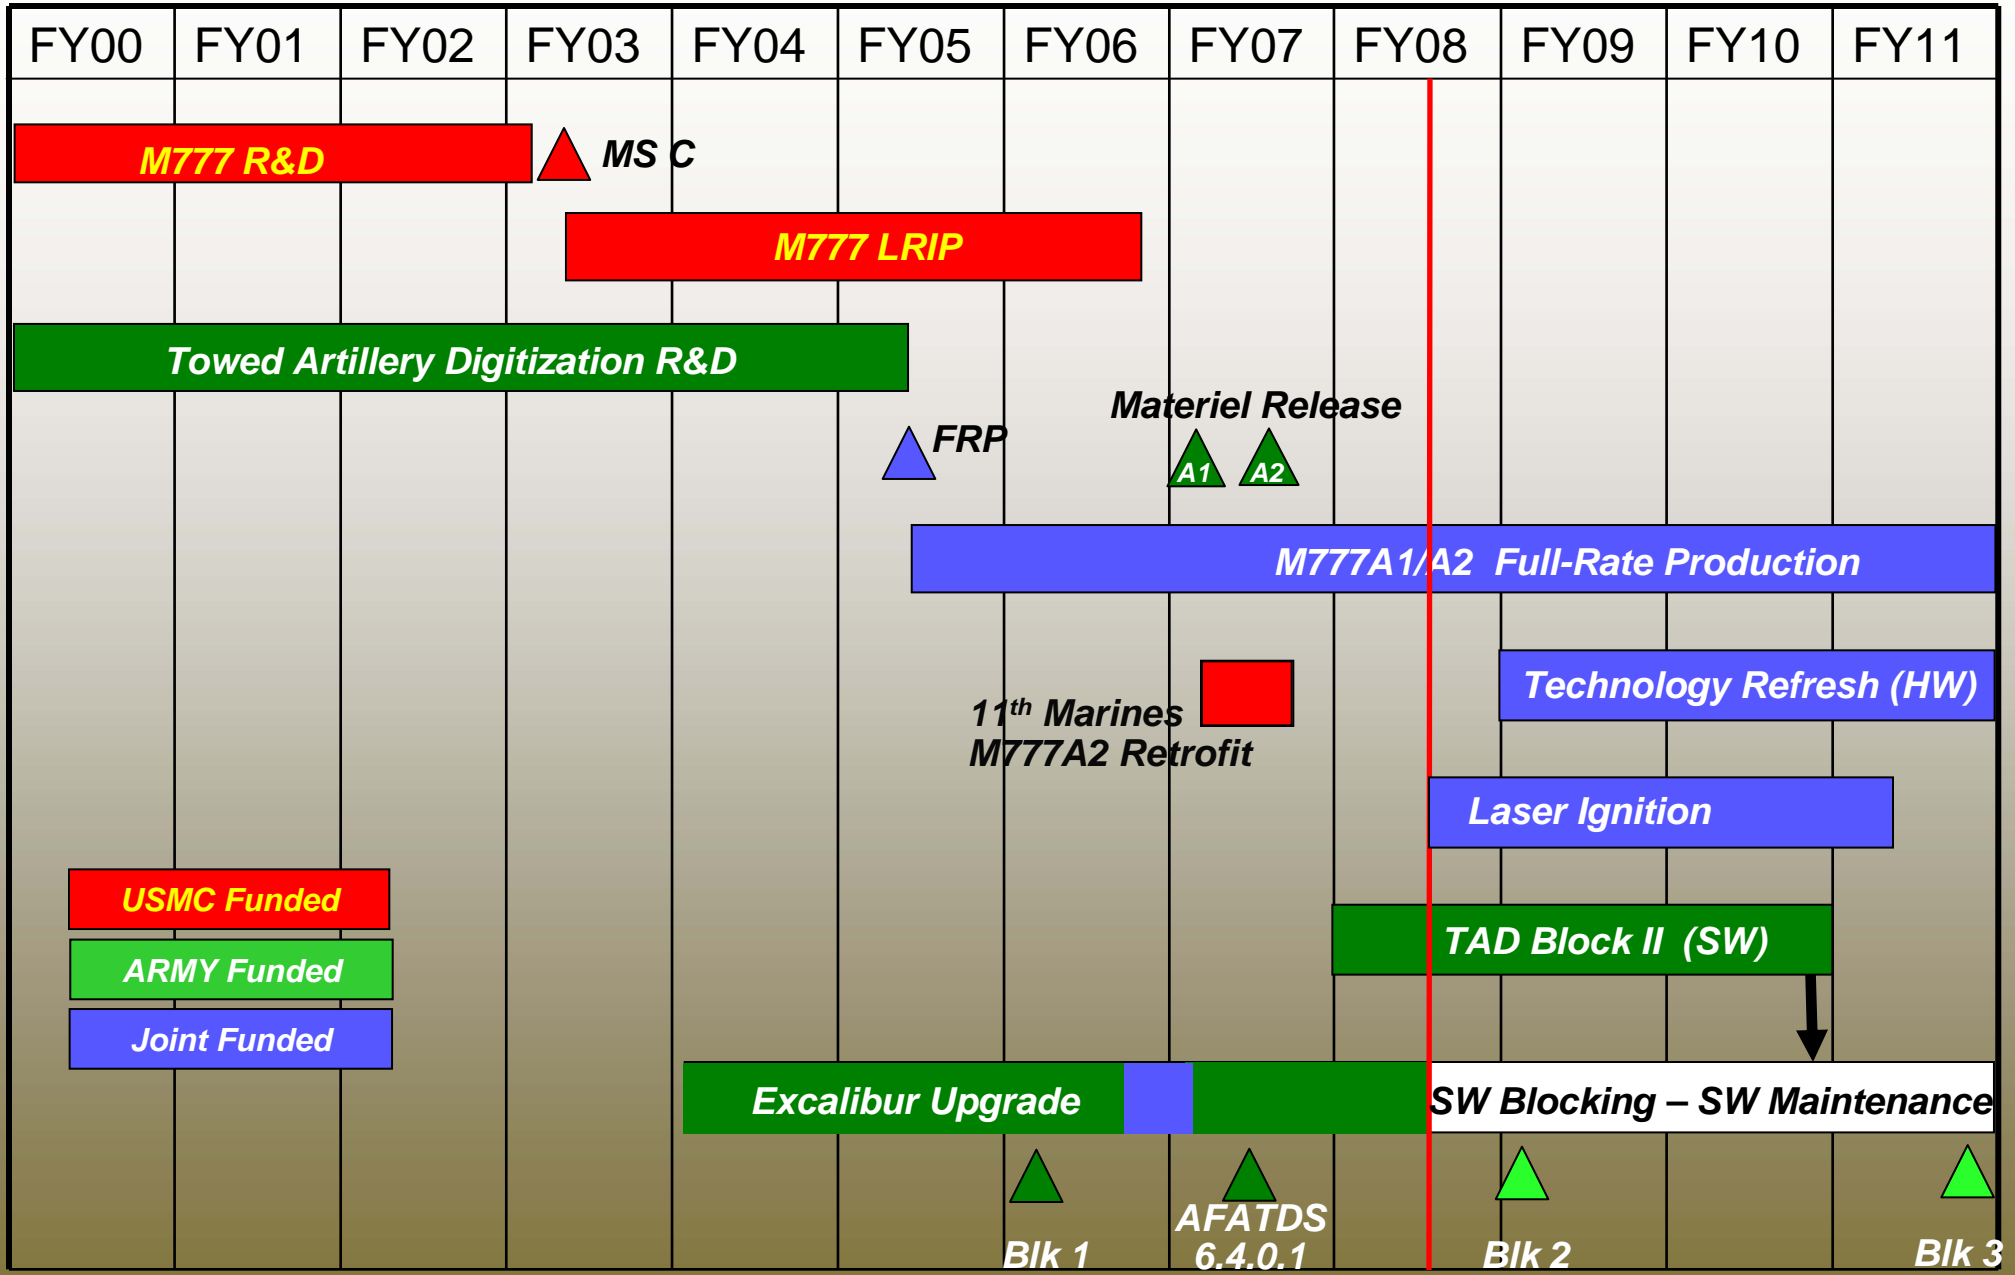 FY00 FY01 FY02 FY03 FY04 FY05 FY06 FY07 FY08 FY09 FY10 FY11
M777 R&D
MS C
M777 LRIP
Towed Artillery Digitization R&D
Materiel Release
FRP
A1 A2
M777A1/A2 Full-Rate Production
Technology Refresh (HW)
11th Marines
M777A2 Retrofit
Laser Ignition
USMC Funded
TAD Block II (SW)
ARMY Funded
Joint Funded
Excalibur Upgrade
SW Blocking – SW Maintenance
AFATDS
6.4.0.1
Blk 1
Blk 2
Blk 3